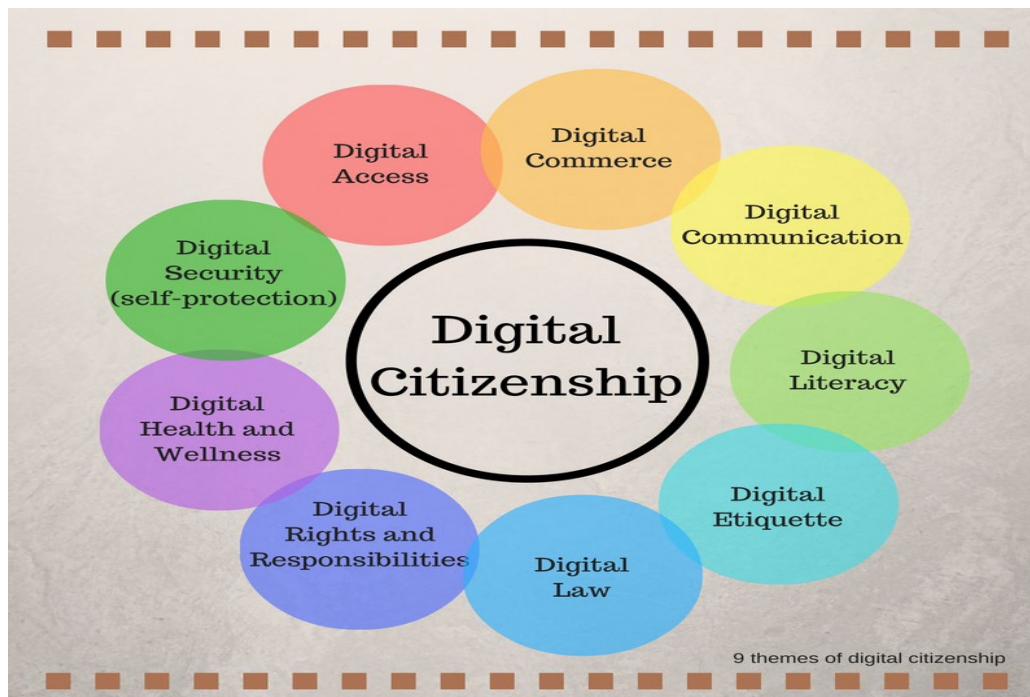 Digital
Access
Digital
Commerce
Digital
Communication
Digital
Literacy
Digital
Etiquette
Digital
Law
Digital
Rights and
Responsibilities
Digital
Health and
Wellness
Digital
Security
(self-protection)
Digital
Citizenship
9 themes of digital citizenship